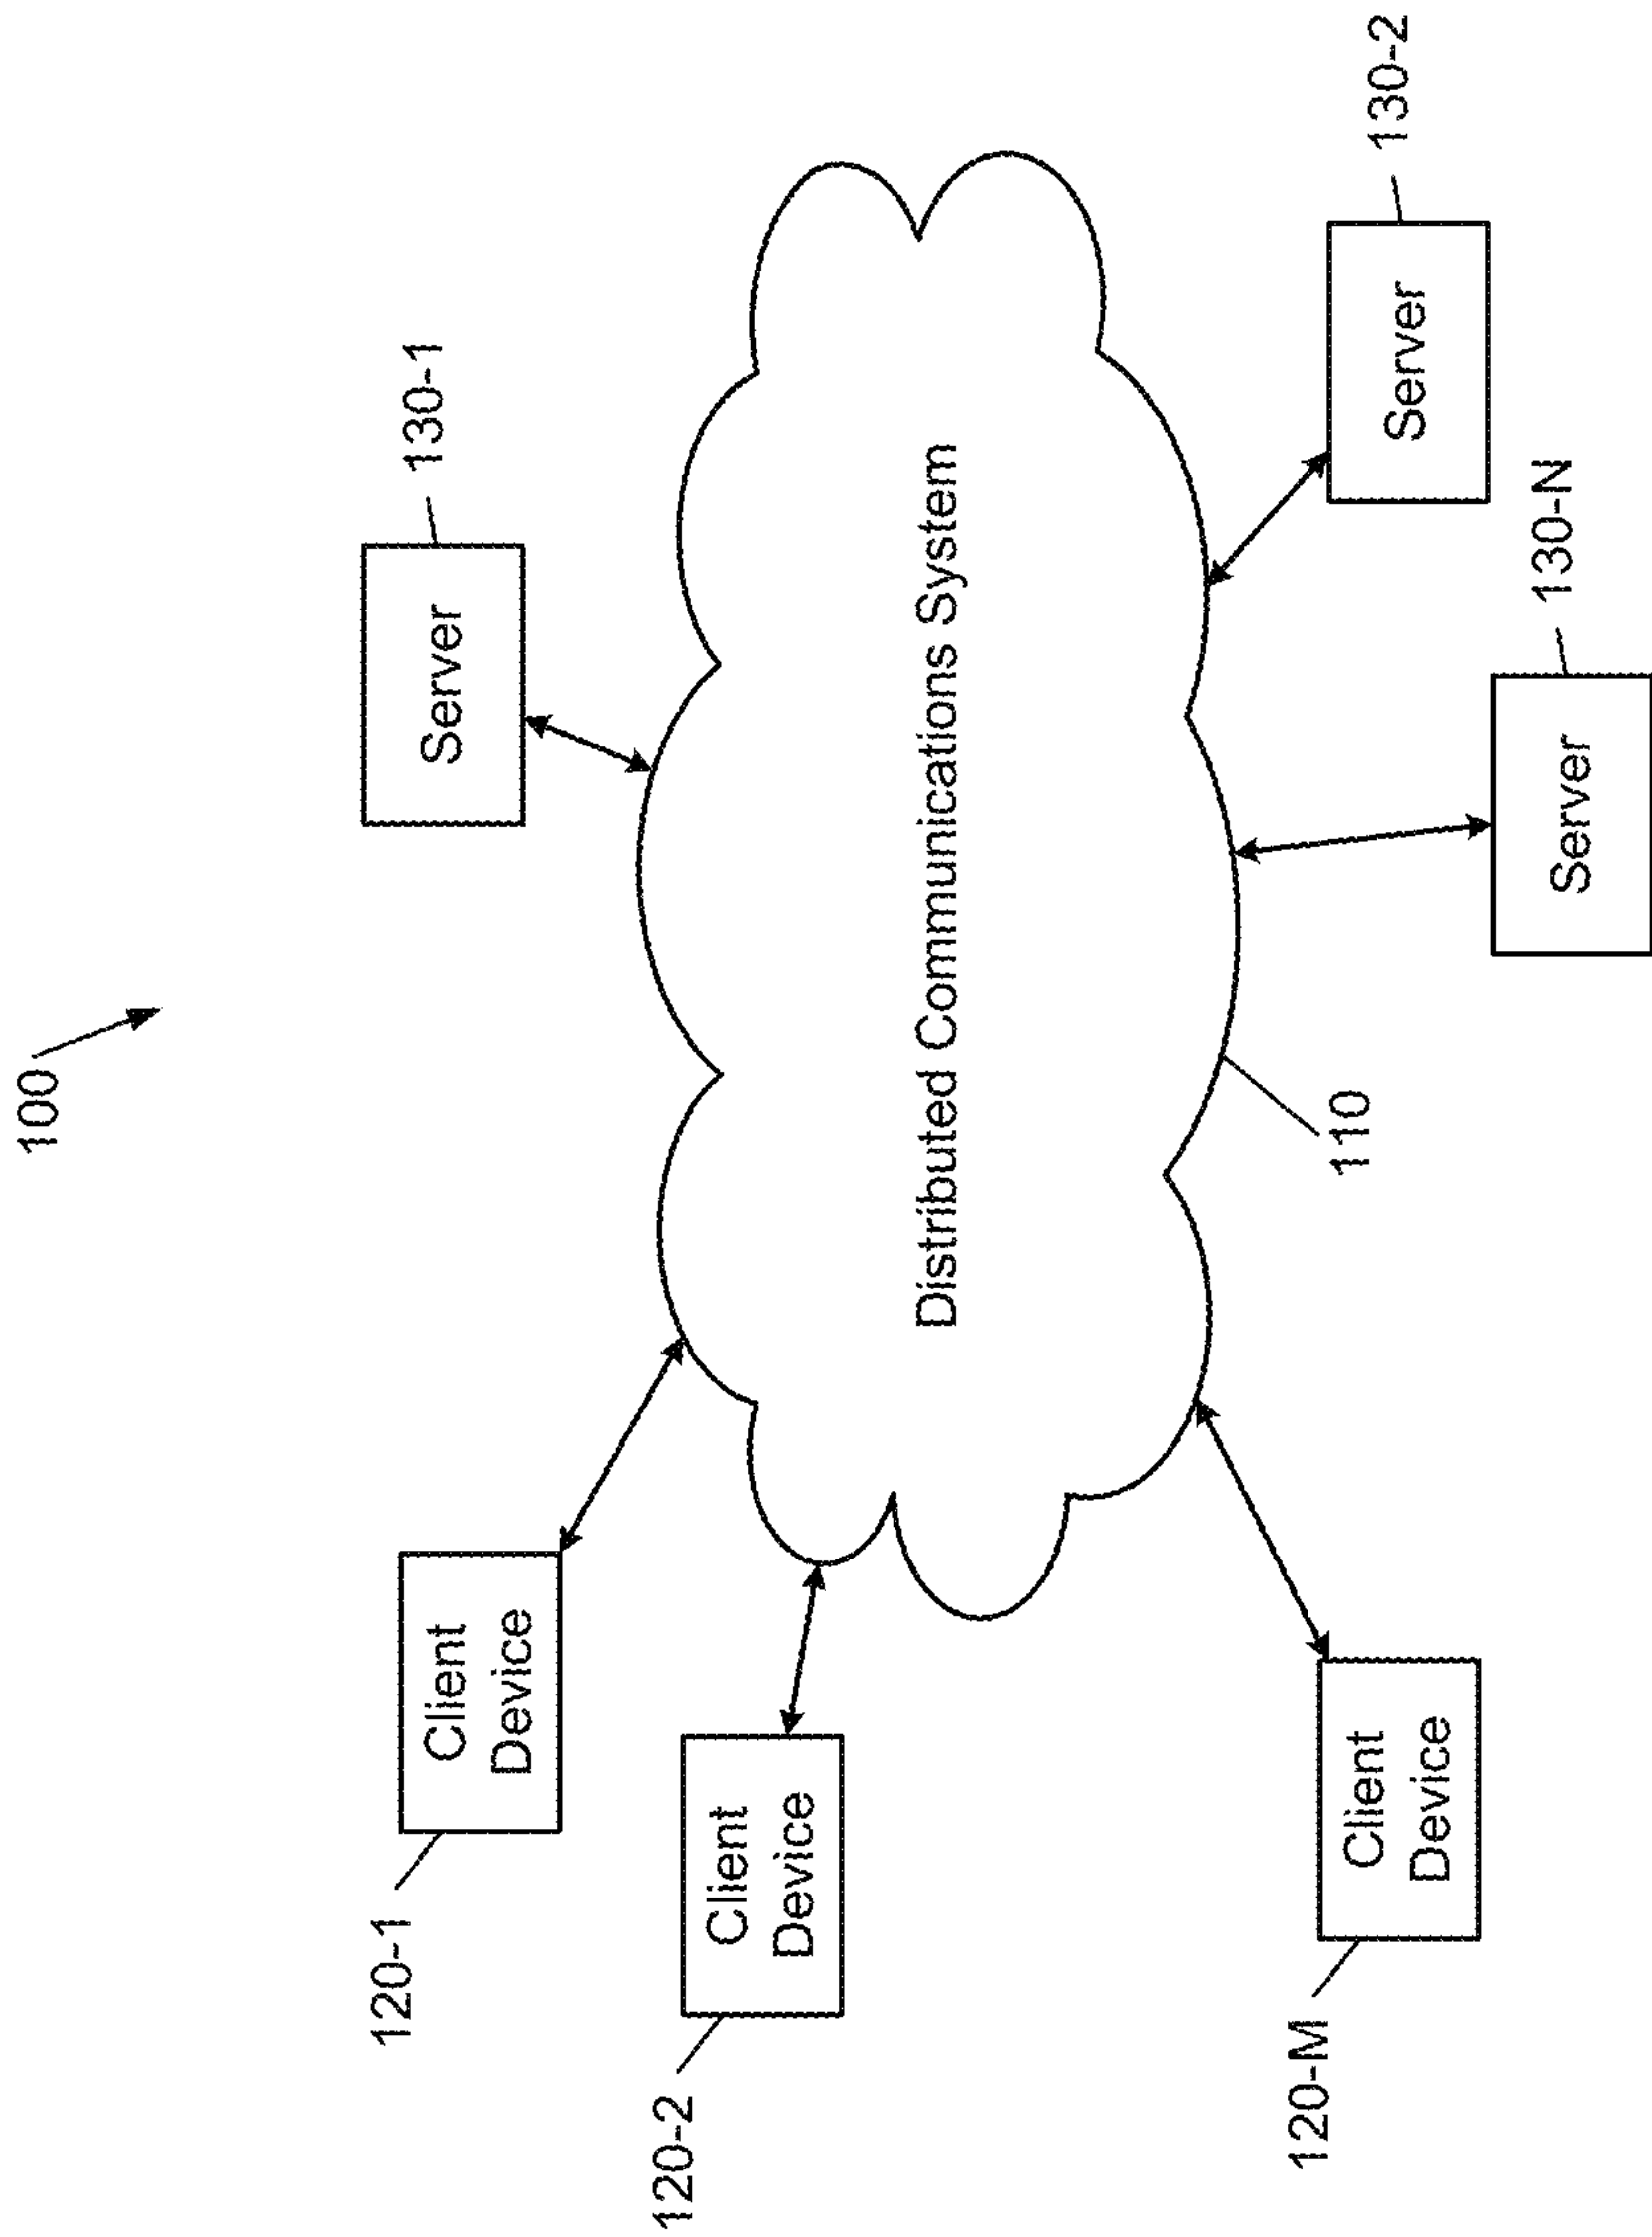 100
130-1
Server
120-1
Client
Device
120-2
Client
Device
Distributed Communications System
130-2
Server
110
130-N
Server
120-M
Client
Device